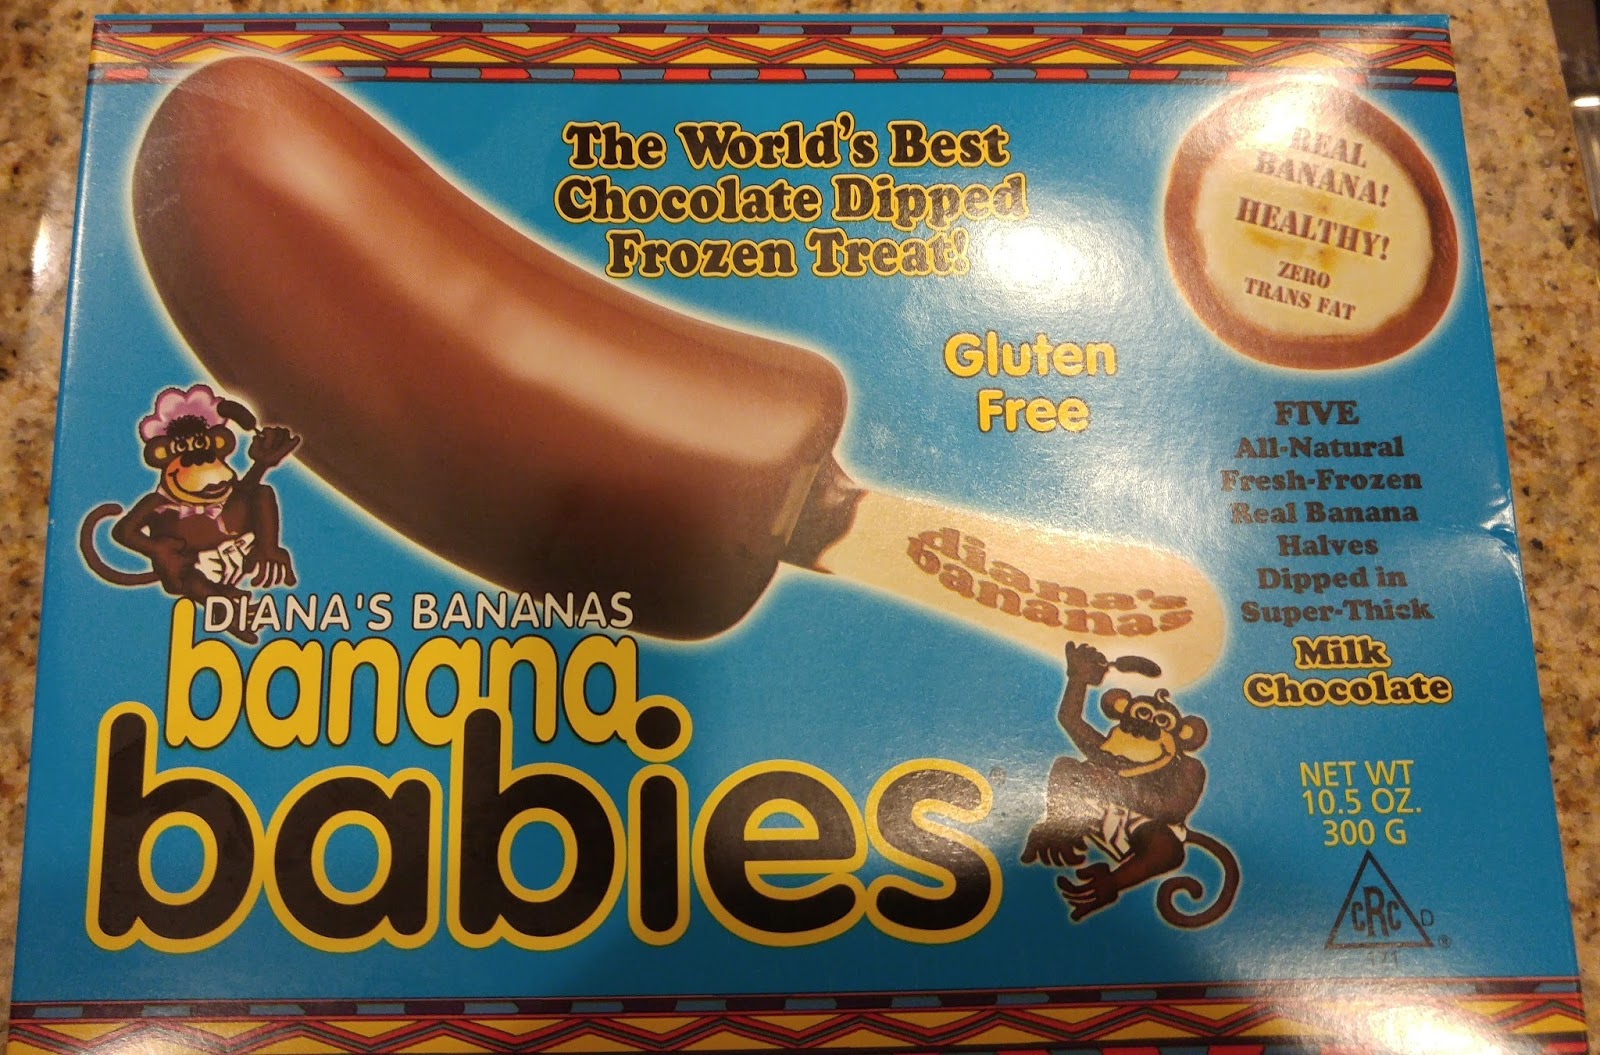 The World's Best
Chocolate Dipped
Frozen Treat!
REAL
BANANA!
HEALTHY!
ZERO
TRANS FAT
Gluten
Free
FIVE
All-Natural
Fresh-Frozen
Real Banana
Halves
Dipped in
Super-Thick
Milk
Chocolate
diana's
bananas
DIANA'S BANANAS
banana
babies
NET WT
10.5 OZ.
300 G
cRc D
®
171